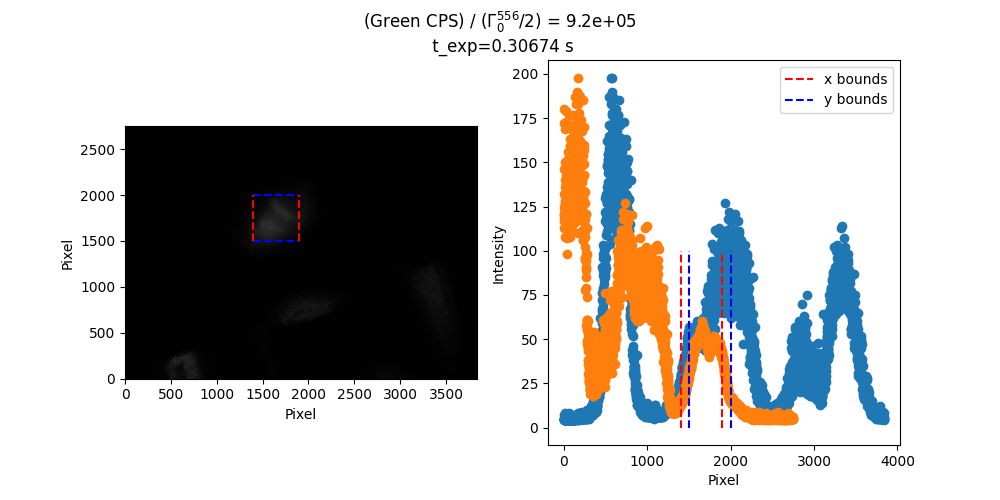 (Green CPS) / (Γ₀⁵⁵⁶/2) = 9.2e+05
t_exp=0.30674 s
2500
2000
1500
1000
500
0
Pixel
0 500 1000 1500 2000 2500 3000 3500
Pixel
200
175
150
125
100
75
50
25
0
Intensity
x bounds
y bounds
0 1000 2000 3000 4000
Pixel